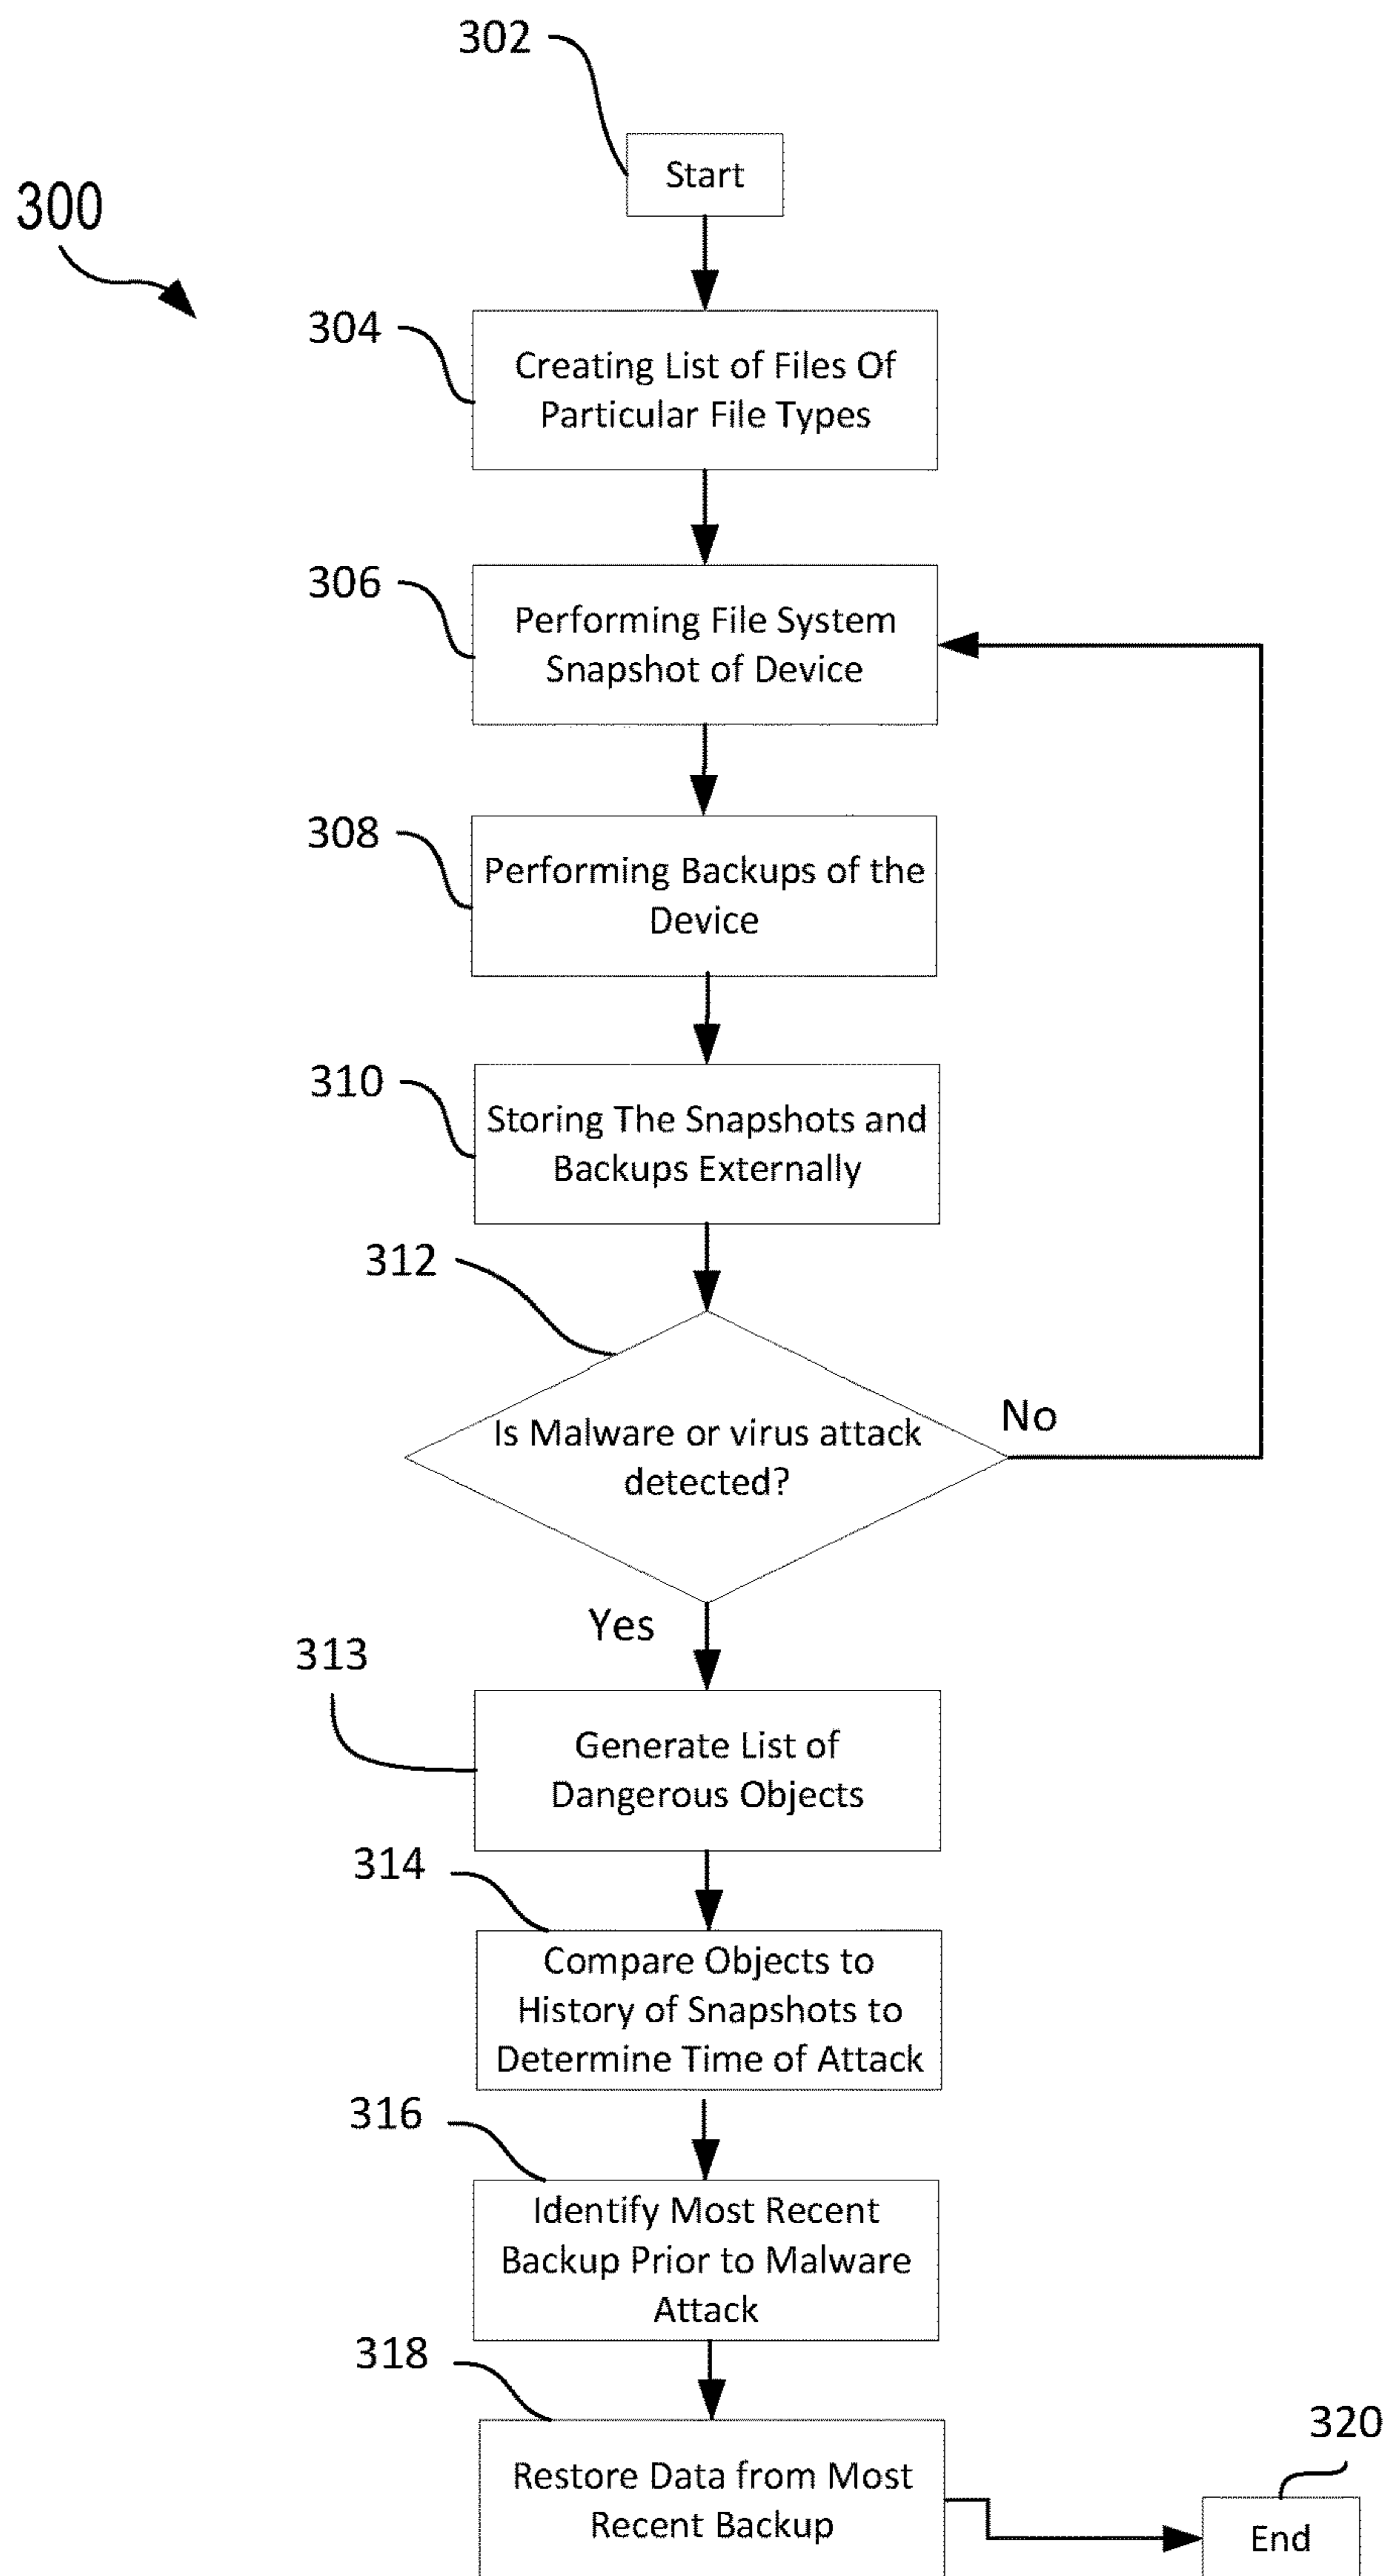 302
Start
300
304
Creating List of Files Of
Particular File Types
306
Performing File System
Snapshot of Device
308
Performing Backups of the
Device
310
Storing The Snapshots and
Backups Externally
312
Is Malware or virus attack
detected?
No
Yes
313
Generate List of
Dangerous Objects
314
Compare Objects to
History of Snapshots to
Determine Time of Attack
316
Identify Most Recent
Backup Prior to Malware
Attack
318
Restore Data from Most
Recent Backup
320
End